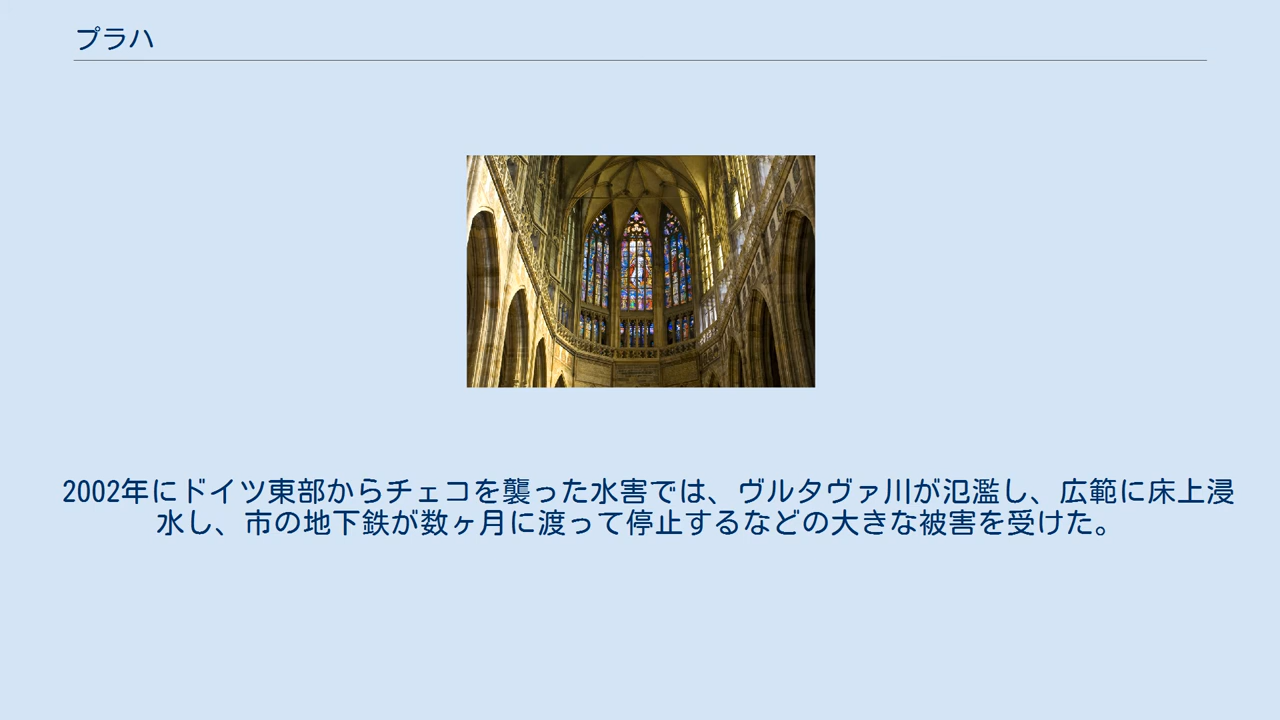 プラハ
2002年にドイツ東部からチェコを襲った水害では、ヴルタヴァ川が氾濫し、広範に床上浸
水し、市の地下鉄が数ヶ月に渡って停止するなどの大きな被害を受けた。